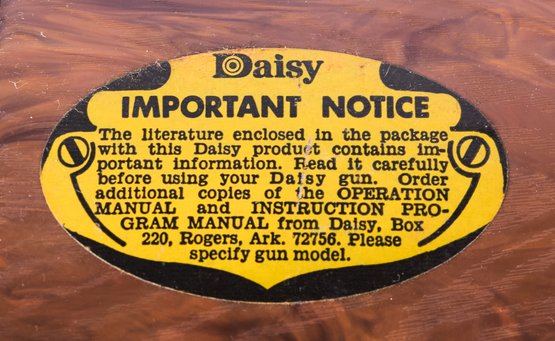 Daisy
IMPORTANT NOTICE
The literature enclosed in the package
with this Daisy product contains im-
portant information. Read it carefully
before using your Daisy gun. Order
additional copies of the OPERATION
MANUAL and INSTRUCTION PRO-
GRAM MANUAL from Daisy, Box
220, Rogers, Ark. 72756. Please
specify gun model.